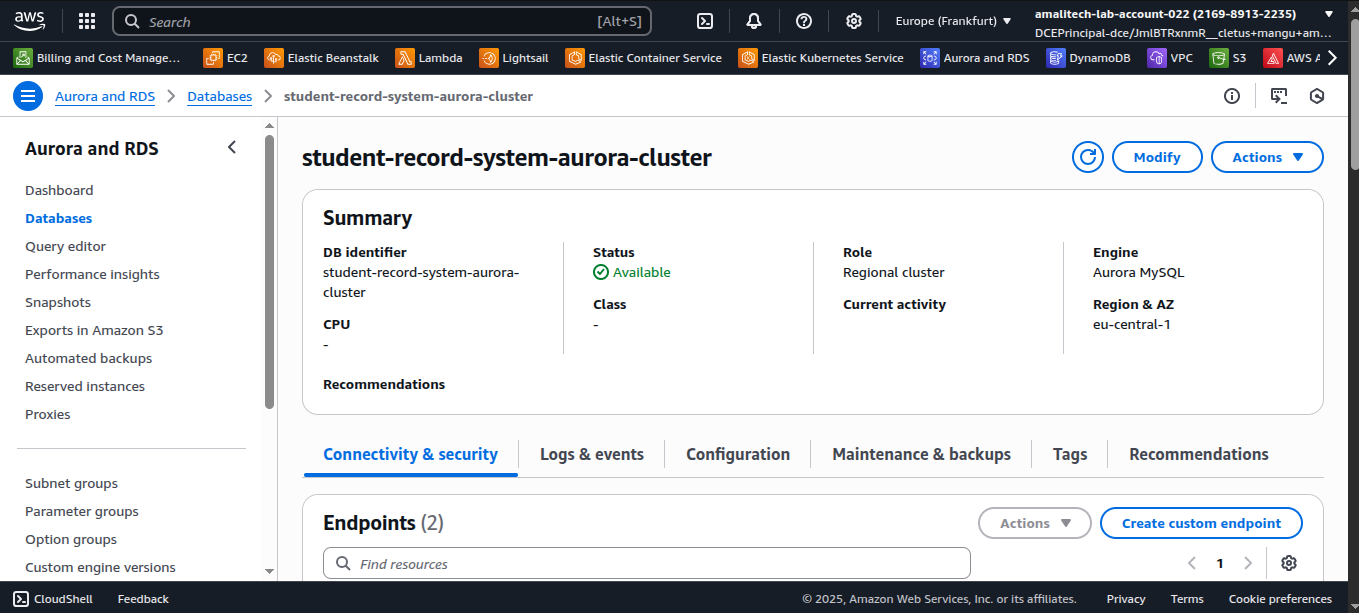 aws
Search [Alt+S]
Europe (Frankfurt)
amalitech-lab-account-022 (2169-8913-2235)
DCEPrincipal-dce/JmlBTRxnmR__cletus+mangu+am...
Billing and Cost Manage... EC2 Elastic Beanstalk Lambda Lightsail Elastic Container Service Elastic Kubernetes Service Aurora and RDS DynamoDB VPC S3 AWS A
Aurora and RDS > Databases > student-record-system-aurora-cluster
Aurora and RDS
Dashboard
Databases
Query editor
Performance insights
Snapshots
Exports in Amazon S3
Automated backups
Reserved instances
Proxies
Subnet groups
Parameter groups
Option groups
Custom engine versions
student-record-system-aurora-cluster
Modify
Actions
Summary
DB identifier
student-record-system-aurora-
cluster
CPU
-
Recommendations
Status
Available
Class
-
Role
Regional cluster
Current activity
Engine
Aurora MySQL
Region & AZ
eu-central-1
Connectivity & security Logs & events Configuration Maintenance & backups Tags Recommendations
Endpoints (2)
Actions
Create custom endpoint
Find resources
1
CloudShell Feedback © 2025, Amazon Web Services, Inc. or its affiliates. Privacy Terms Cookie preferences